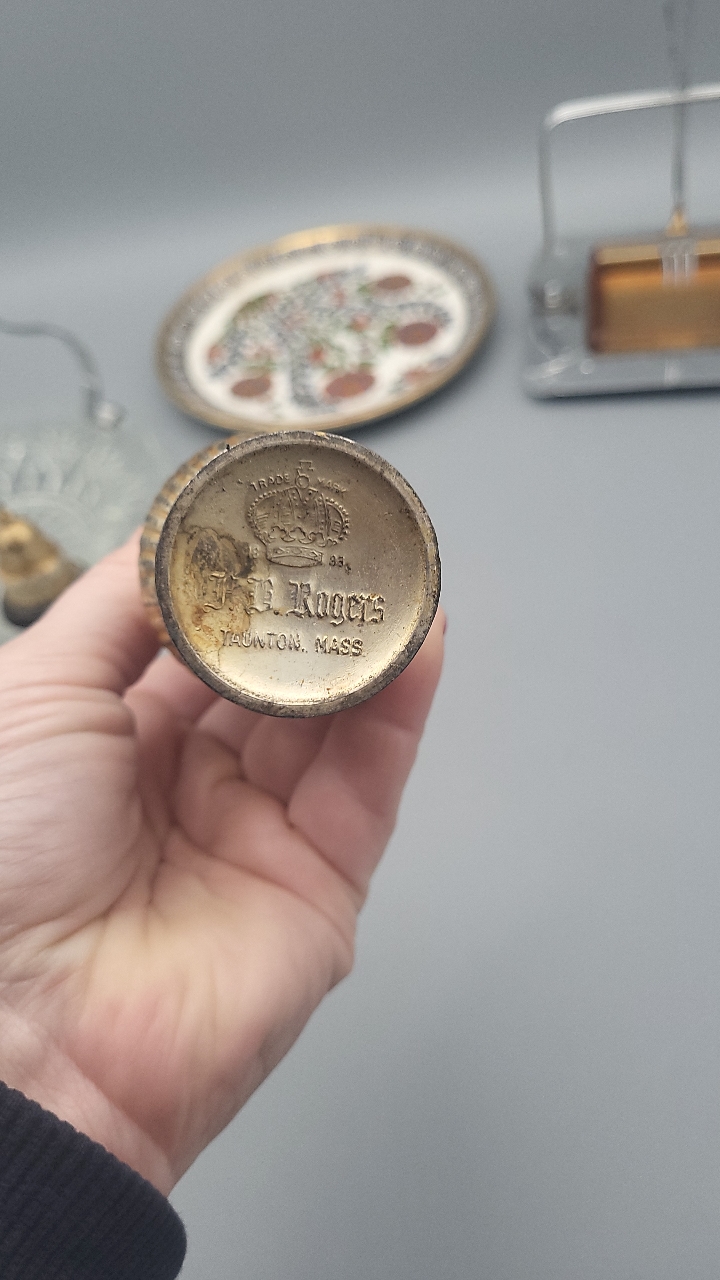 TRADE MARK
18 83
F. B. Rogers
TAUNTON. MASS